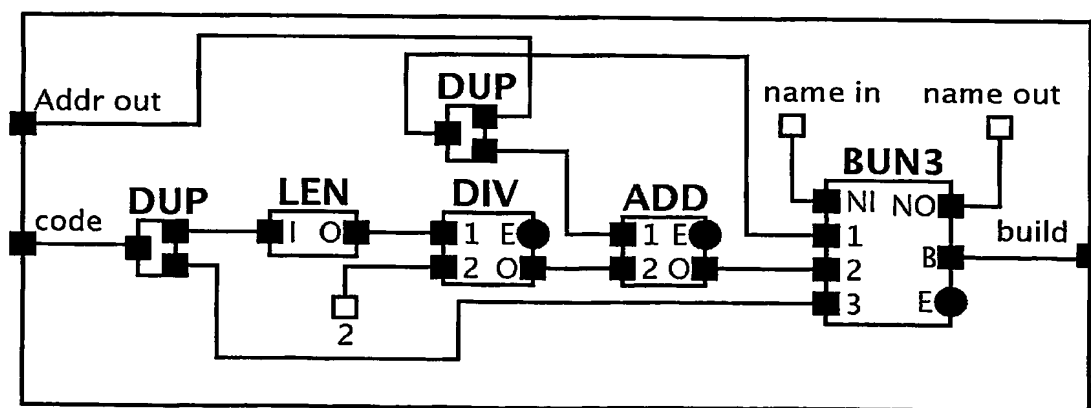 Addr out
DUP
name in
name out
BUN3
NI NO
1
build
2
B
3
E
code
DUP
LEN
I O
DIV
1 E
2 O
ADD
1 E
2 O
2